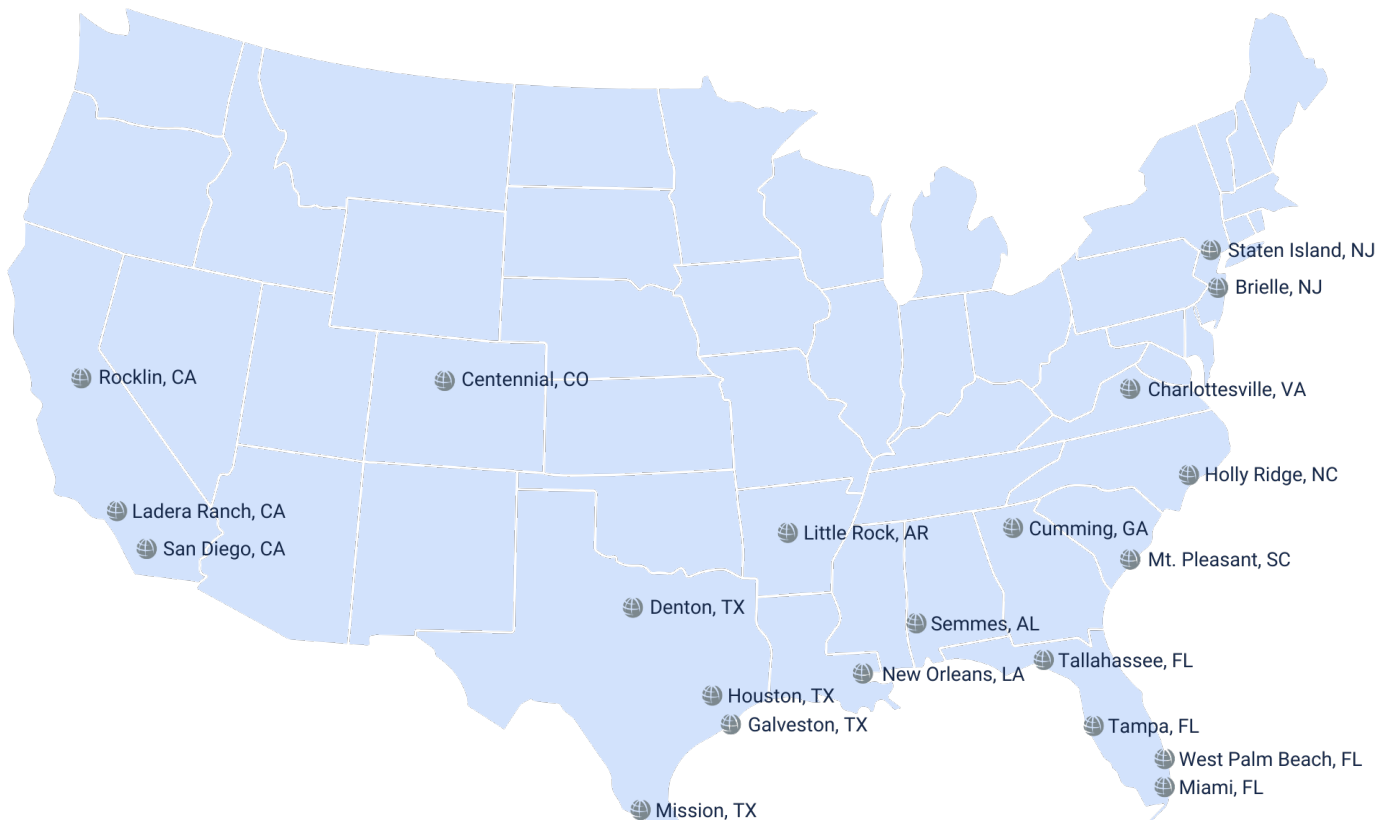 Staten Island, NJ
Brielle, NJ
Rocklin, CA
Centennial, CO
Charlottesville, VA
Holly Ridge, NC
Ladera Ranch, CA
Little Rock, AR
Cumming, GA
San Diego, CA
Mt. Pleasant, SC
Denton, TX
Semmes, AL
Tallahassee, FL
New Orleans, LA
Houston, TX
Galveston, TX
Tampa, FL
West Palm Beach, FL
Miami, FL
Mission, TX